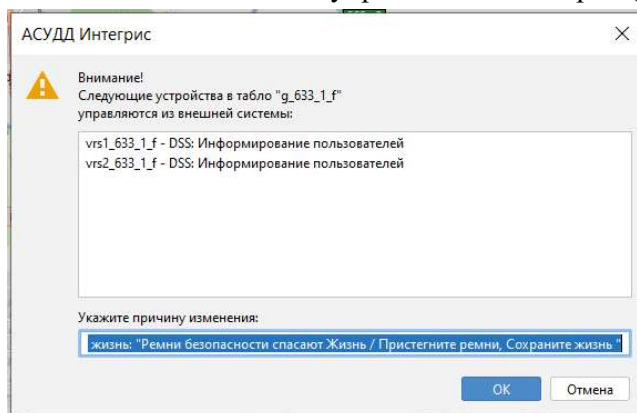 АСУДД Интегрис
Внимание!
Следующие устройства в табло "g_633_1_f"
управляются из внешней системы:
vrs1_633_1_f - DSS: Информирование пользователей
vrs2_633_1_f - DSS: Информирование пользователей
Укажите причину изменения:
жизнь: "Ремни безопасности спасают Жизнь / Пристегните ремни, Сохраните жизнь "
ОК
Отмена